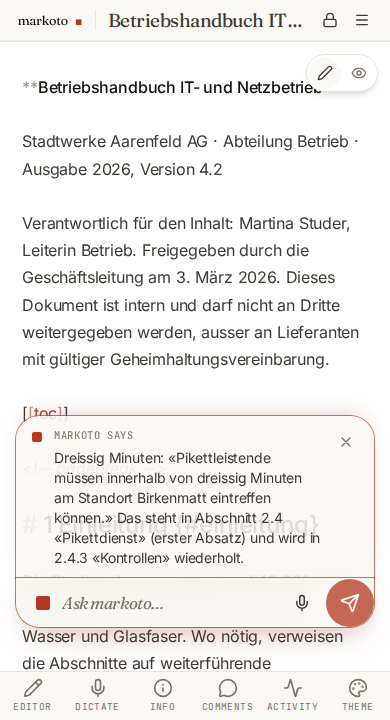 markoto
Betriebshandbuch IT…
**Betriebshandbuch IT- und Netzbetrieb
Stadtwerke Aarenfeld AG · Abteilung Betrieb ·
Ausgabe 2026, Version 4.2
Verantwortlich für den Inhalt: Martina Studer,
Leiterin Betrieb. Freigegeben durch die
Geschäftsleitung am 3. März 2026. Dieses
Dokument ist intern und darf nicht an Dritte
weitergegeben werden, ausser an Lieferanten
mit gültiger Geheimhaltungsvereinbarung.
[[toc]]
MARKOTO SAYS
Dreissig Minuten: «Pikettleistende
müssen innerhalb von dreissig Minuten
am Standort Birkenmatt eintreffen
können.» Das steht in Abschnitt 2.4
«Pikettdienst» (erster Absatz) und wird in
2.4.3 «Kontrollen» wiederholt.
# 1 Einleitung {#einleitung}
Ask markoto…
Wasser und Glasfaser. Wo nötig, verweisen
die Abschnitte auf weiterführende
EDITOR
DICTATE
INFO
COMMENTS
ACTIVITY
THEME